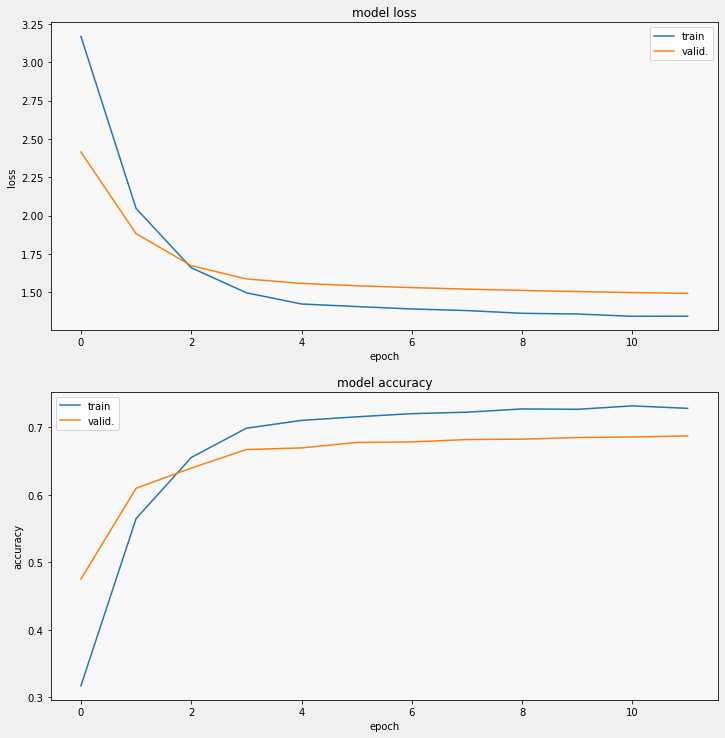 model loss
3.25
3.00
2.75
2.50
2.25
2.00
1.75
1.50
loss
train
valid.
0 2 4 6 8 10
epoch
model accuracy
0.7
0.6
0.5
0.4
0.3
accuracy
train
valid.
0 2 4 6 8 10
epoch